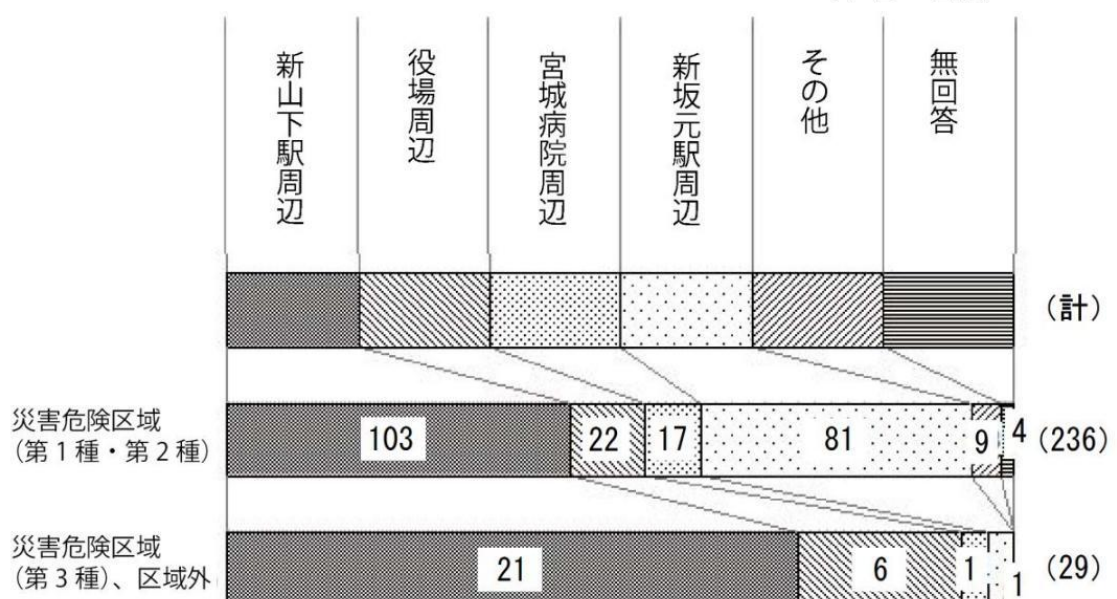 新山下駅周辺
役場周辺
宮城病院周辺
新坂元駅周辺
その他
無回答
(計)
災害危険区域
(第1種・第2種)
103
22
17
81
9
4
(236)
災害危険区域
(第3種)、区域外
21
6
1
1
(29)